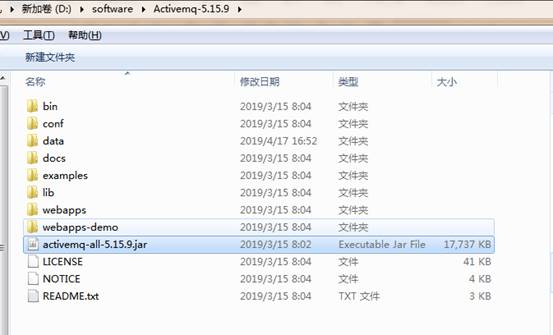 新加卷 (D:) ▸ software ▸ Activemq-5.15.9 ▸
(V) 工具(T) 帮助(H)
新建文件夹
名称 修改日期 类型 大小
bin 2019/3/15 8:04 文件夹
conf 2019/3/15 8:04 文件夹
data 2019/4/17 16:52 文件夹
docs 2019/3/15 8:04 文件夹
examples 2019/3/15 8:04 文件夹
lib 2019/3/15 8:04 文件夹
webapps 2019/3/15 8:04 文件夹
webapps-demo 2019/3/15 8:04 文件夹
activemq-all-5.15.9.jar 2019/3/15 8:02 Executable Jar File 17,737 KB
LICENSE 2019/3/15 8:04 文件 41 KB
NOTICE 2019/3/15 8:04 文件 4 KB
README.txt 2019/3/15 8:04 TXT 文件 3 KB